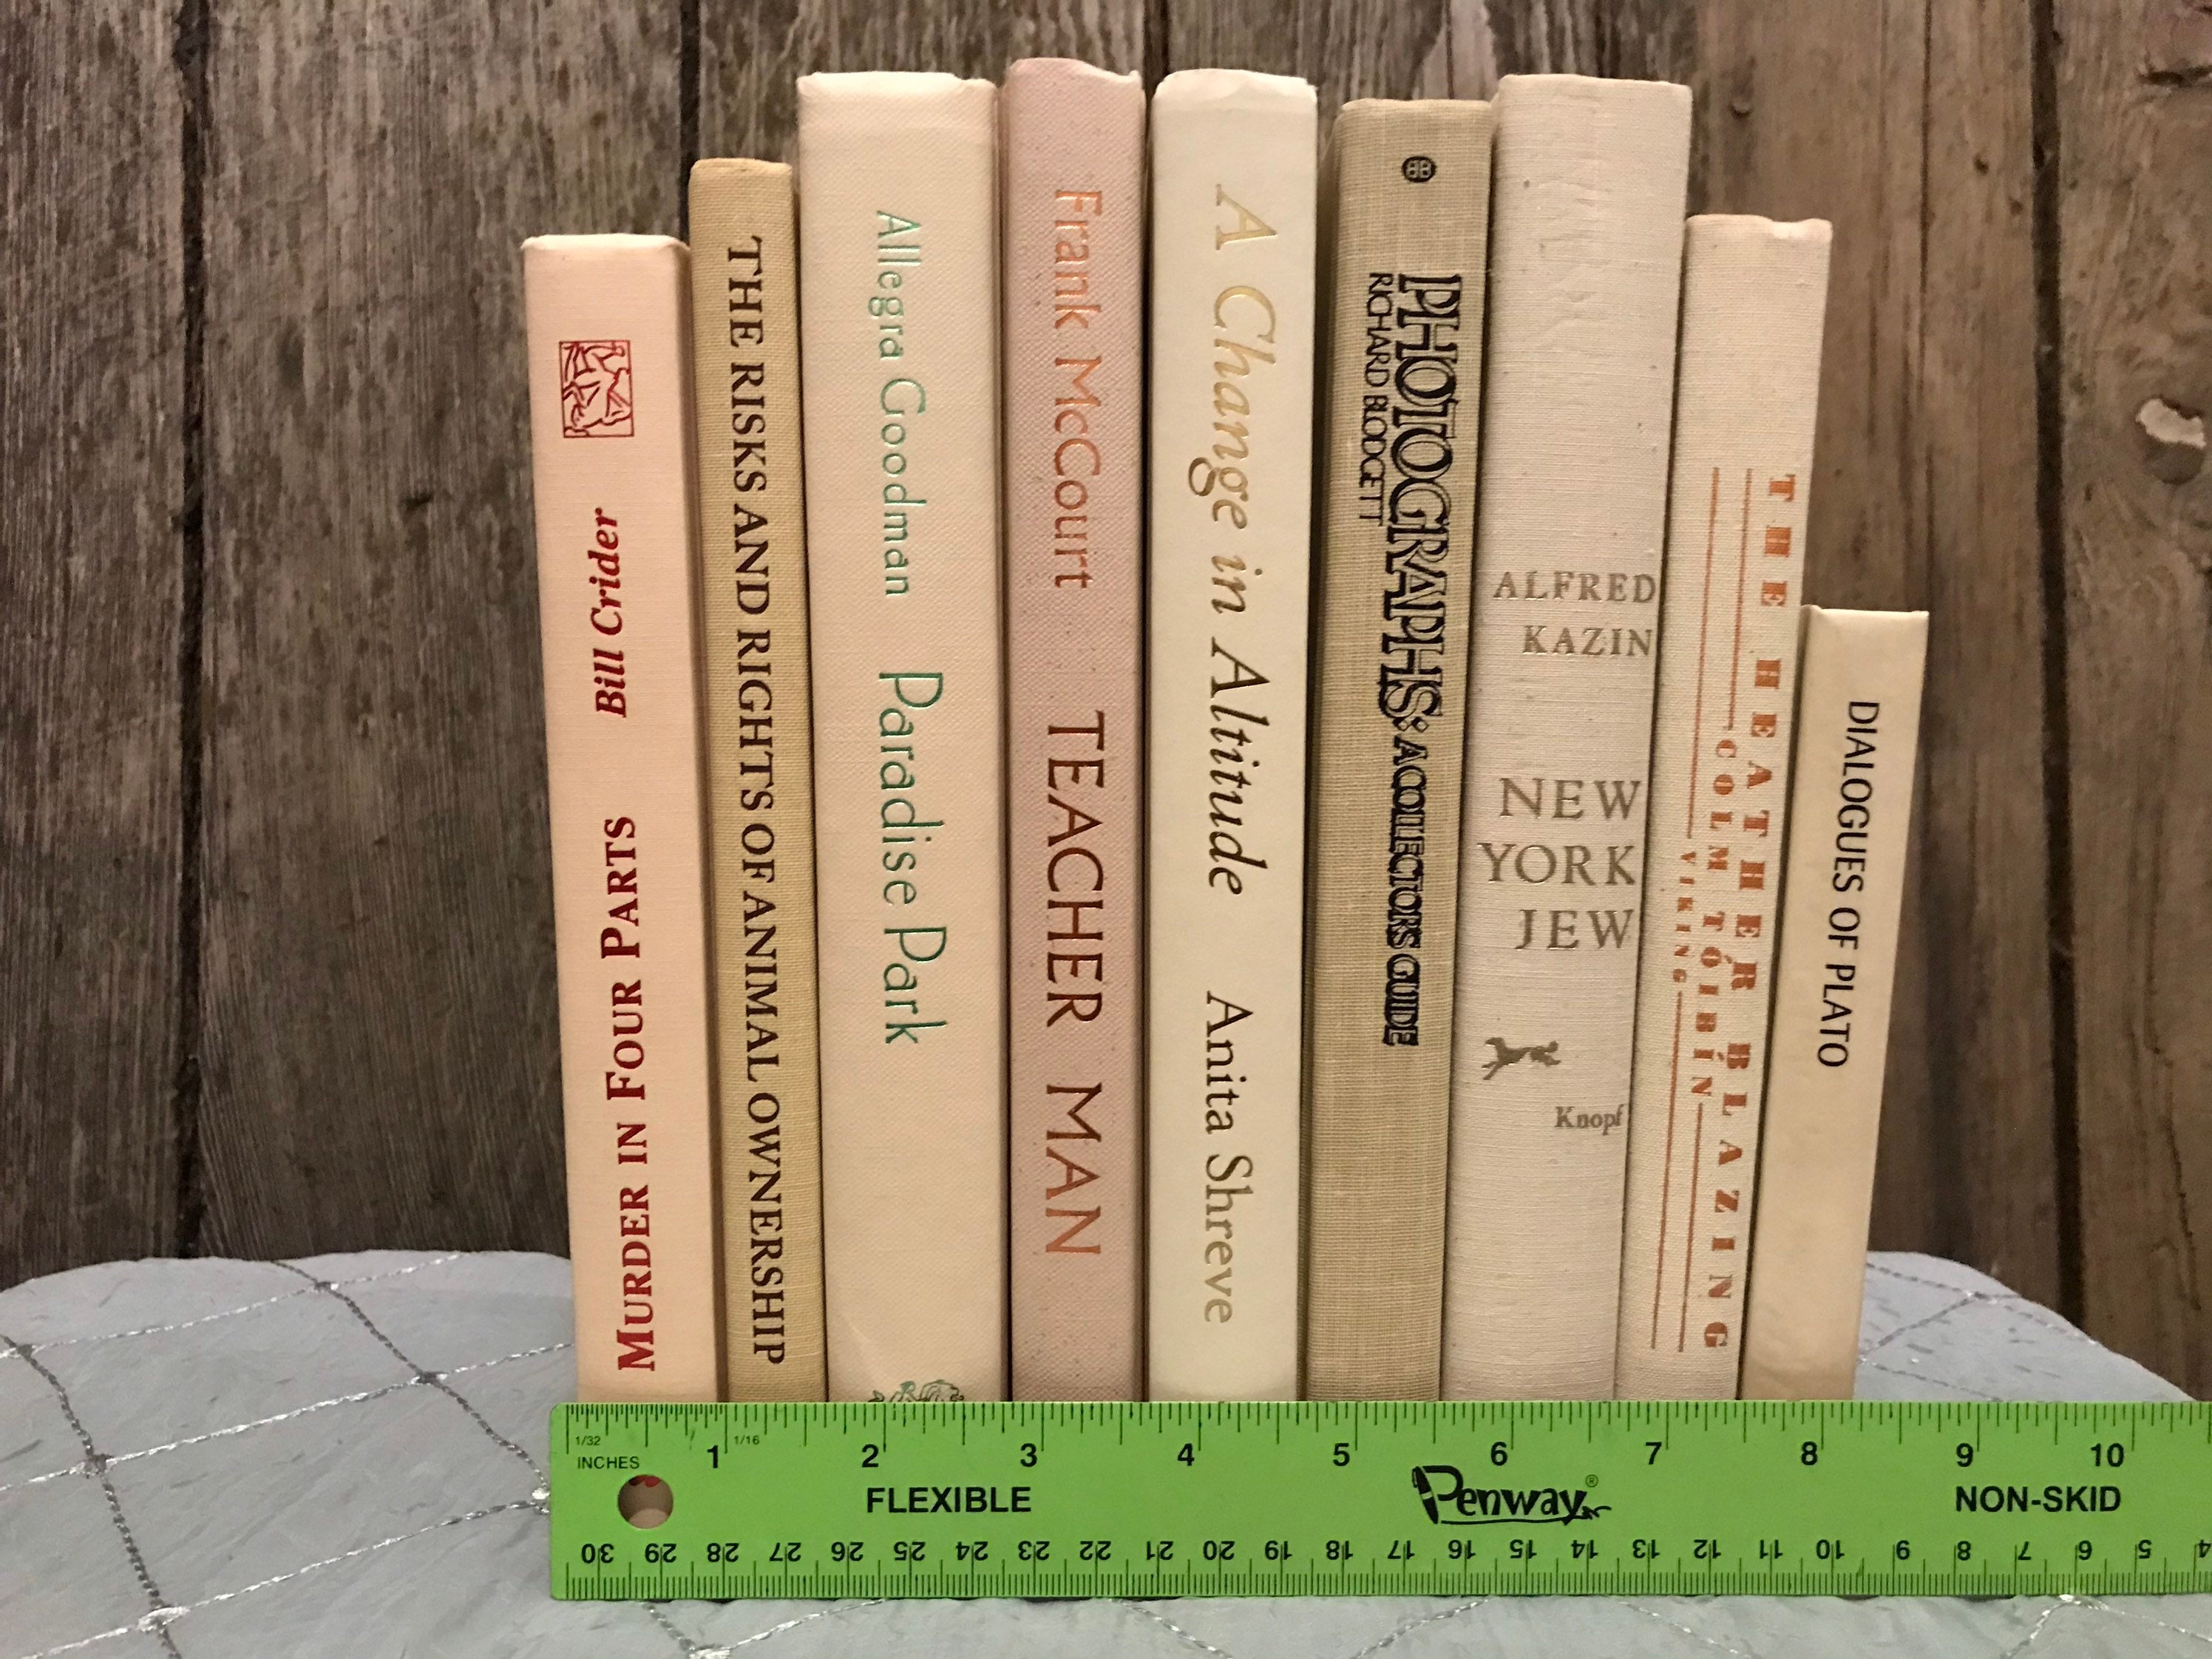 Bill Crider
MURDER IN FOUR PARTS
THE RISKS AND RIGHTS OF ANIMAL OWNERSHIP
Allegra Goodman
Paradise Park
Frank McCourt
TEACHER MAN
A Change in Altitude
Anita Shreve
BB
PHOTOGRAPHS: A COLLECTORS GUIDE
RICHARD BLODGETT
ALFRED
KAZIN
NEW
YORK
JEW
Knopf
THE HEATHER BLAZING
COLM TÓIBÍN
VIKING
DIALOGUES OF PLATO
1/32 1/16
1 2 3 4 5 6 7 8 9 10
INCHES
FLEXIBLE
Penway®
NON-SKID
30 29 28 27 26 25 24 23 22 21 20 19 18 17 16 15 14 13 12 11 10 9 8 7 6 5 4